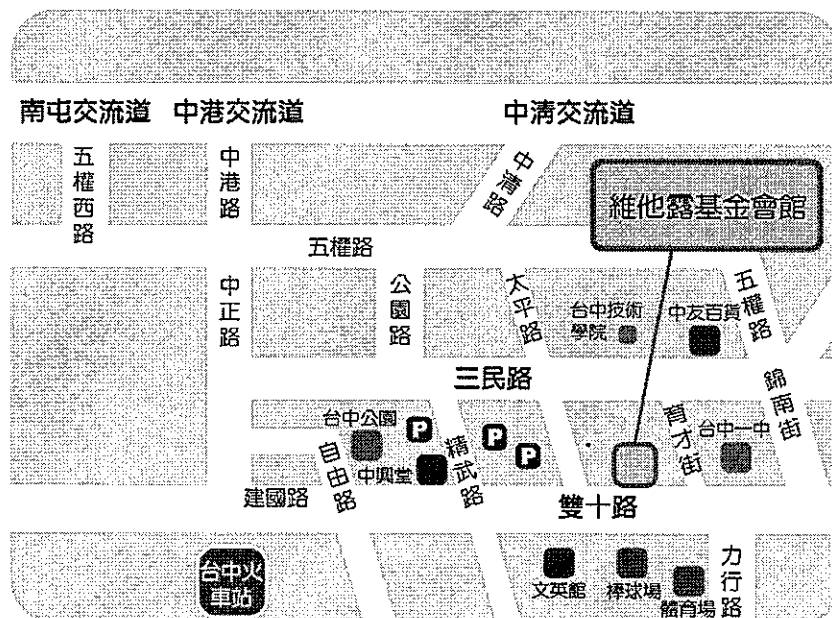 南屯交流道
中港交流道
中清交流道
五權西路
中港路
中清路
維他露基金會館
五權路
中正路
公園路
太平路
台中技術
學院
中友百貨
五權路
三民路
錦南街
台中公園
P
P
P
自由路
中興堂
精武路
育才街
台中一中
建國路
雙十路
台中火
車站
文英館
棒球場
體育場
力行路